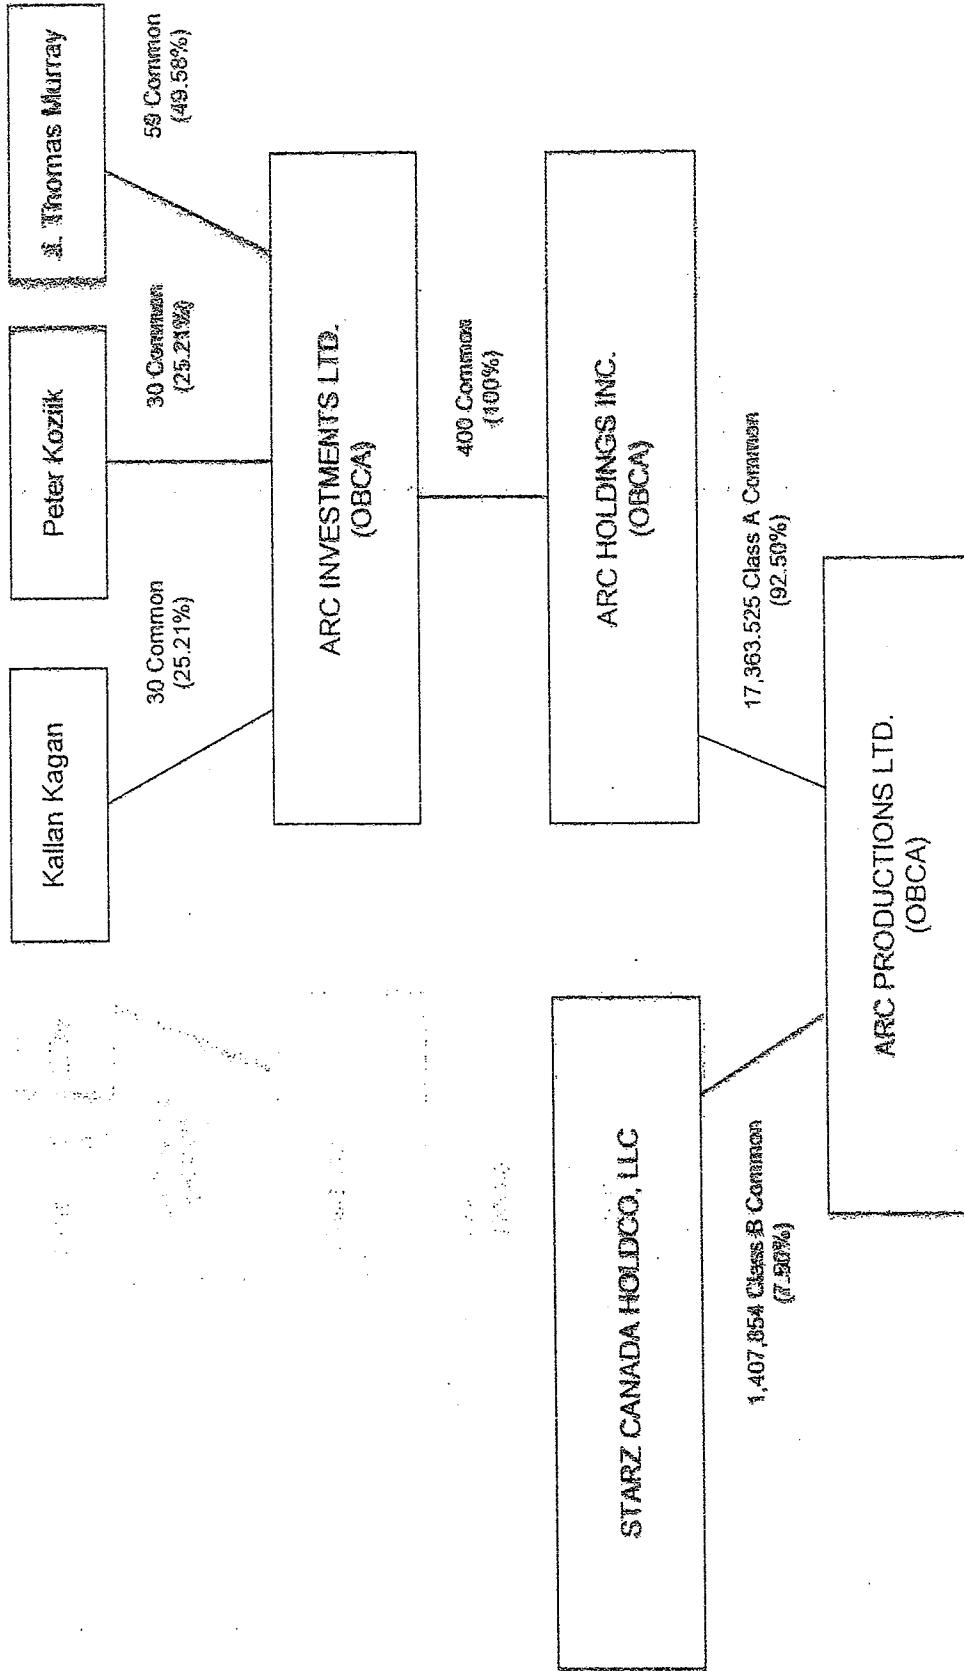 Kallan Kagan
Peter Kozlik
Thomas Murray
30 Common
(25.21%)
30 Common
(25.21%)
59 Common
(49.58%)
ARC INVESTMENTS LTD.
(OBCA)
400 Common
(100%)
STARZ CANADA HOLDCO, LLC
ARC HOLDINGS INC.
(OBCA)
1,407,854 Class B Common
(7.50%)
17,363.525 Class A Common
(92.50%)
ARC PRODUCTIONS LTD.
(OBCA)